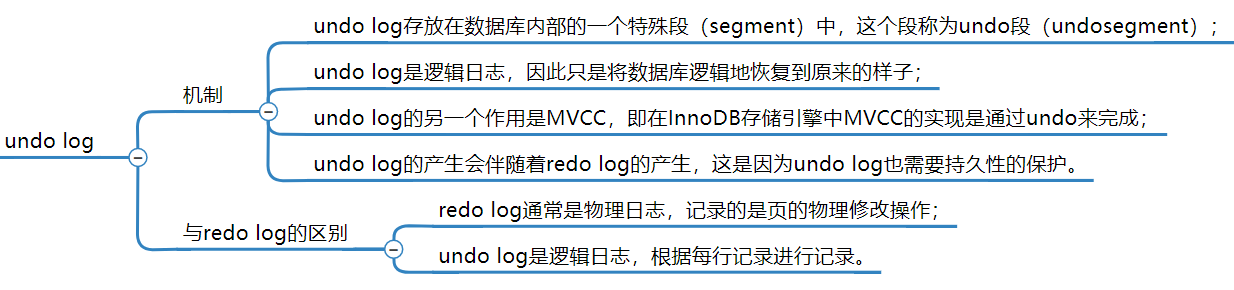 undo log
机制
undo log存放在数据库内部的一个特殊段（segment）中，这个段称为undo段（undosegment）；
undo log是逻辑日志，因此只是将数据库逻辑地恢复到原来的样子；
undo log的另一个作用是MVCC，即在InnoDB存储引擎中MVCC的实现是通过undo来完成；
undo log的产生会伴随着redo log的产生，这是因为undo log也需要持久性的保护。
与redo log的区别
redo log通常是物理日志，记录的是页的物理修改操作；
undo log是逻辑日志，根据每行记录进行记录。